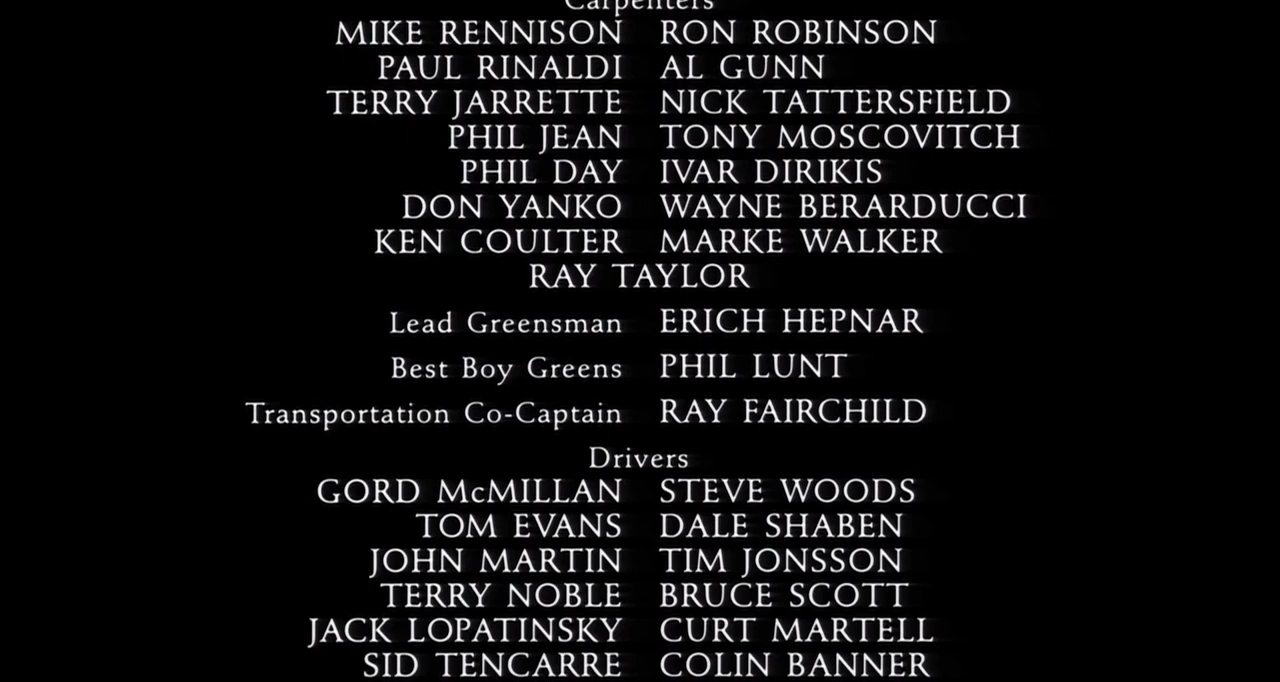 Carpenters
MIKE RENNISON RON ROBINSON
PAUL RINALDI AL GUNN
TERRY JARRETTE NICK TATTERSFIELD
PHIL JEAN TONY MOSCOVITCH
PHIL DAY IVAR DIRIKIS
DON YANKO WAYNE BERARDUCCI
KEN COULTER MARKE WALKER
RAY TAYLOR
Lead Greensman ERICH HEPNAR
Best Boy Greens PHIL LUNT
Transportation Co-Captain RAY FAIRCHILD
Drivers
GORD McMILLAN STEVE WOODS
TOM EVANS DALE SHABEN
JOHN MARTIN TIM JONSSON
TERRY NOBLE BRUCE SCOTT
JACK LOPATINSKY CURT MARTELL
SID TENCARRE COLIN BANNER